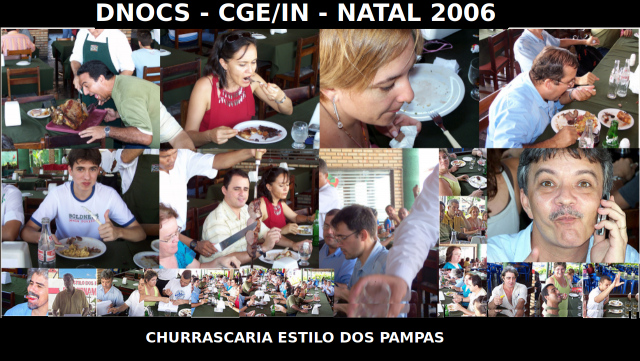 DNOCS - CGE/IN - NATAL 2006
CHURRASCARIA ESTILO DOS PAMPAS